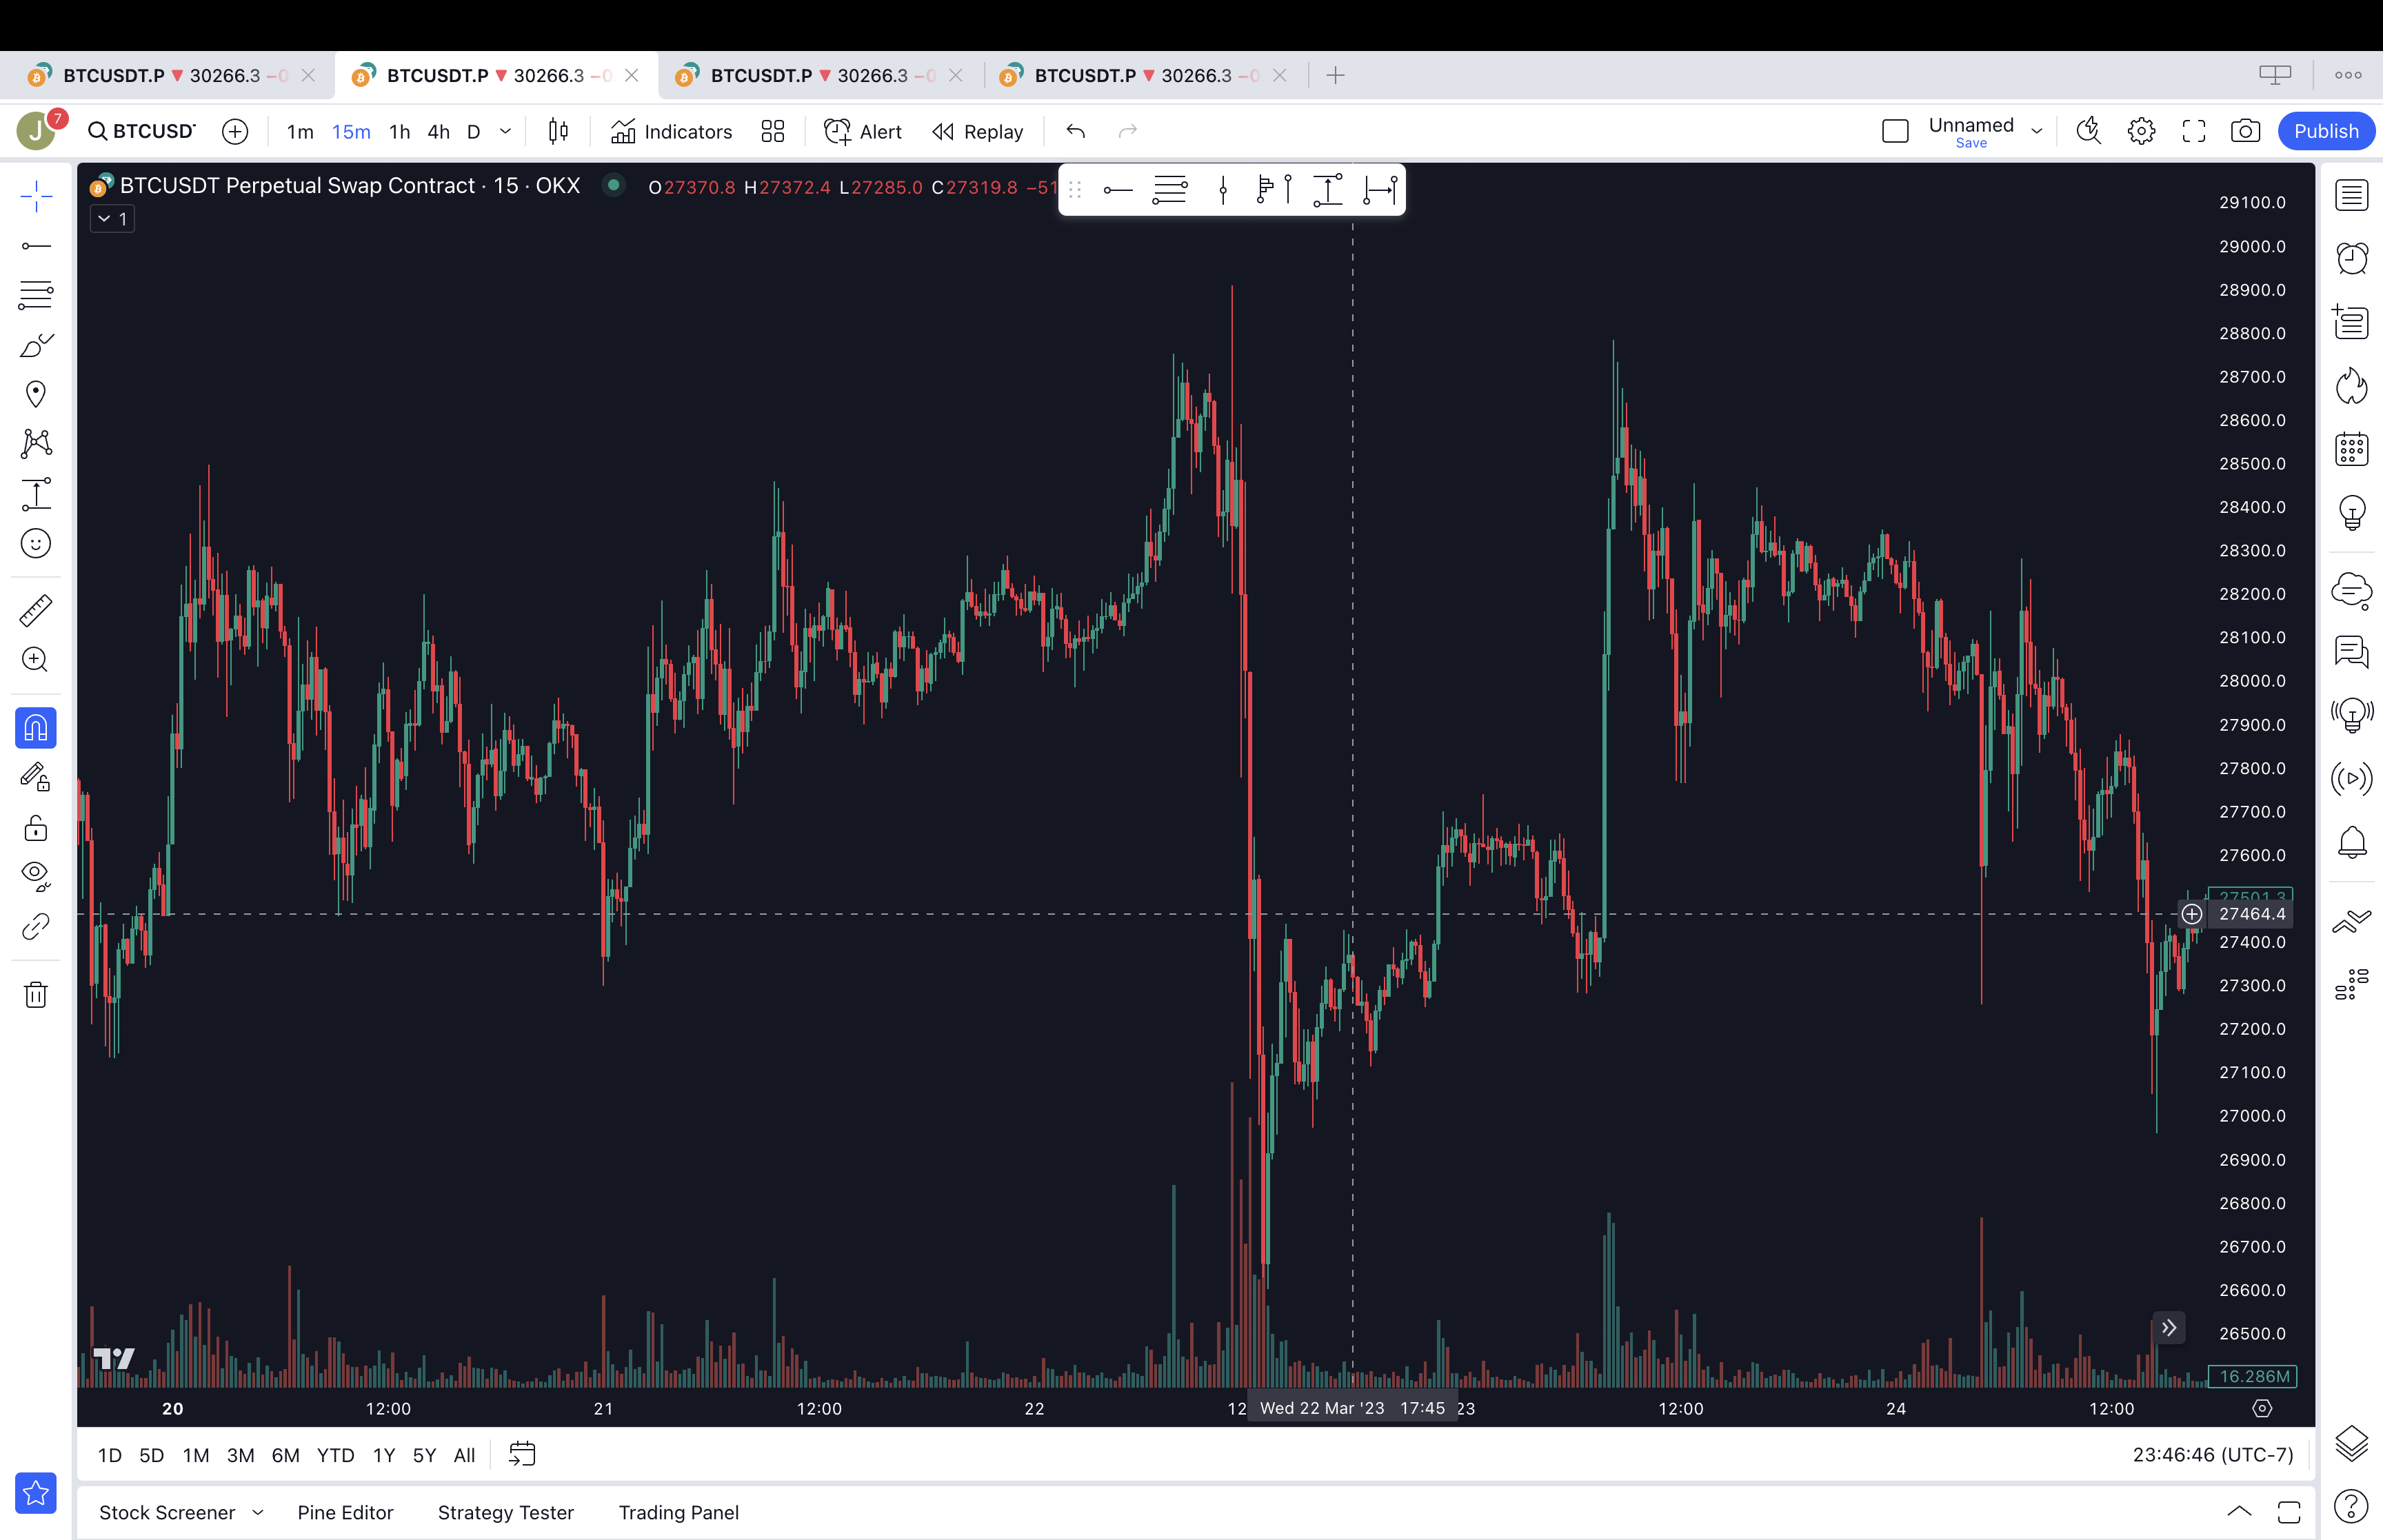 BTCUSDT.P ▼ 30266.3 −0
BTCUSDT.P ▼ 30266.3 −0
BTCUSDT.P ▼ 30266.3 −0
BTCUSDT.P ▼ 30266.3 −0
J 7 BTCUSD 1m 15m 1h 4h D Indicators Alert Replay Unnamed Save Publish
BTCUSDT Perpetual Swap Contract · 15 · OKX O27370.8 H27372.4 L27285.0 C27319.8 −51
1
29100.0
29000.0
28900.0
28800.0
28700.0
28600.0
28500.0
28400.0
28300.0
28200.0
28100.0
28000.0
27900.0
27800.0
27700.0
27600.0
27501.3
27464.4
27400.0
27300.0
27200.0
27100.0
27000.0
26900.0
26800.0
26700.0
26600.0
26500.0
16.286M
20 12:00 21 12:00 22 12 Wed 22 Mar '23 17:45 23 12:00 24 12:00
1D 5D 1M 3M 6M YTD 1Y 5Y All 23:46:46 (UTC-7)
Stock Screener Pine Editor Strategy Tester Trading Panel